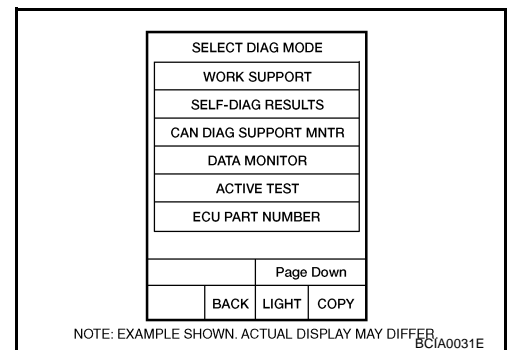 SELECT DIAG MODE
WORK SUPPORT
SELF-DIAG RESULTS
CAN DIAG SUPPORT MNTR
DATA MONITOR
ACTIVE TEST
ECU PART NUMBER
Page Down
BACK LIGHT COPY
NOTE: EXAMPLE SHOWN. ACTUAL DISPLAY MAY DIFFER.
BCIA0031E